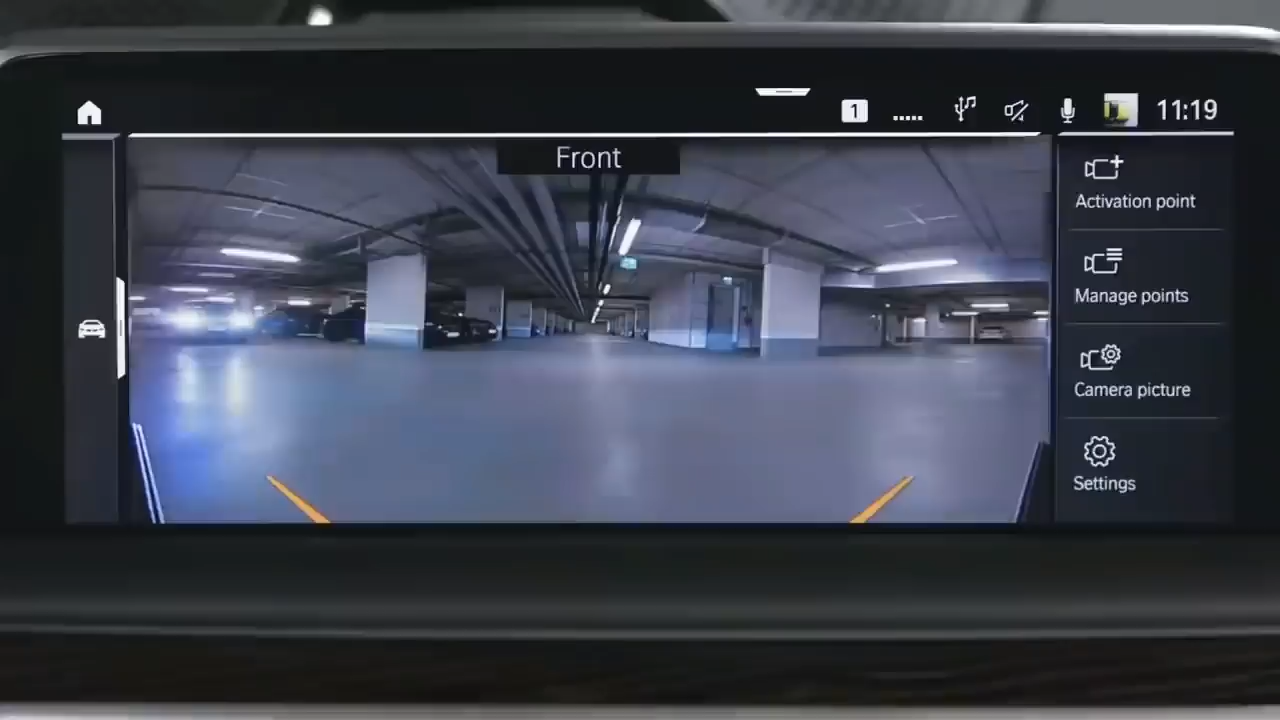 1
11:19
Front
Activation point
Manage points
Camera picture
Settings